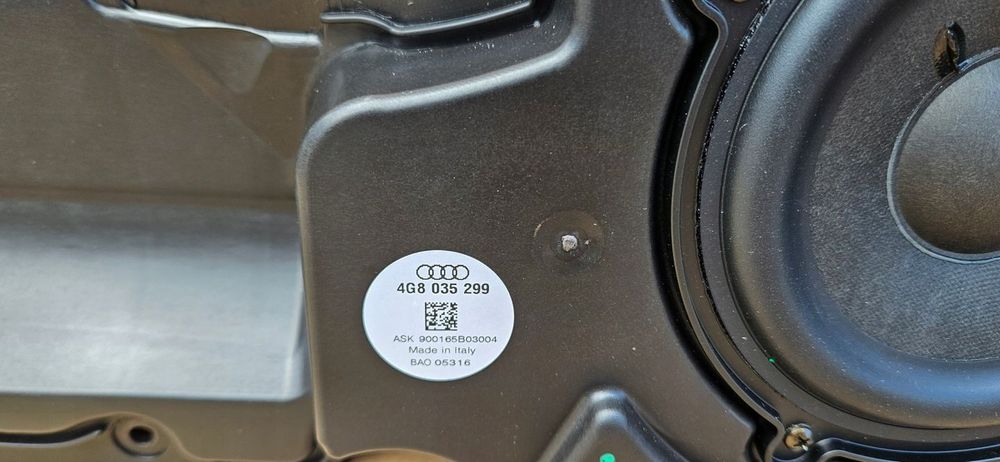 4G8 035 299
ASK 900165B03004
Made in Italy
BAO 05316